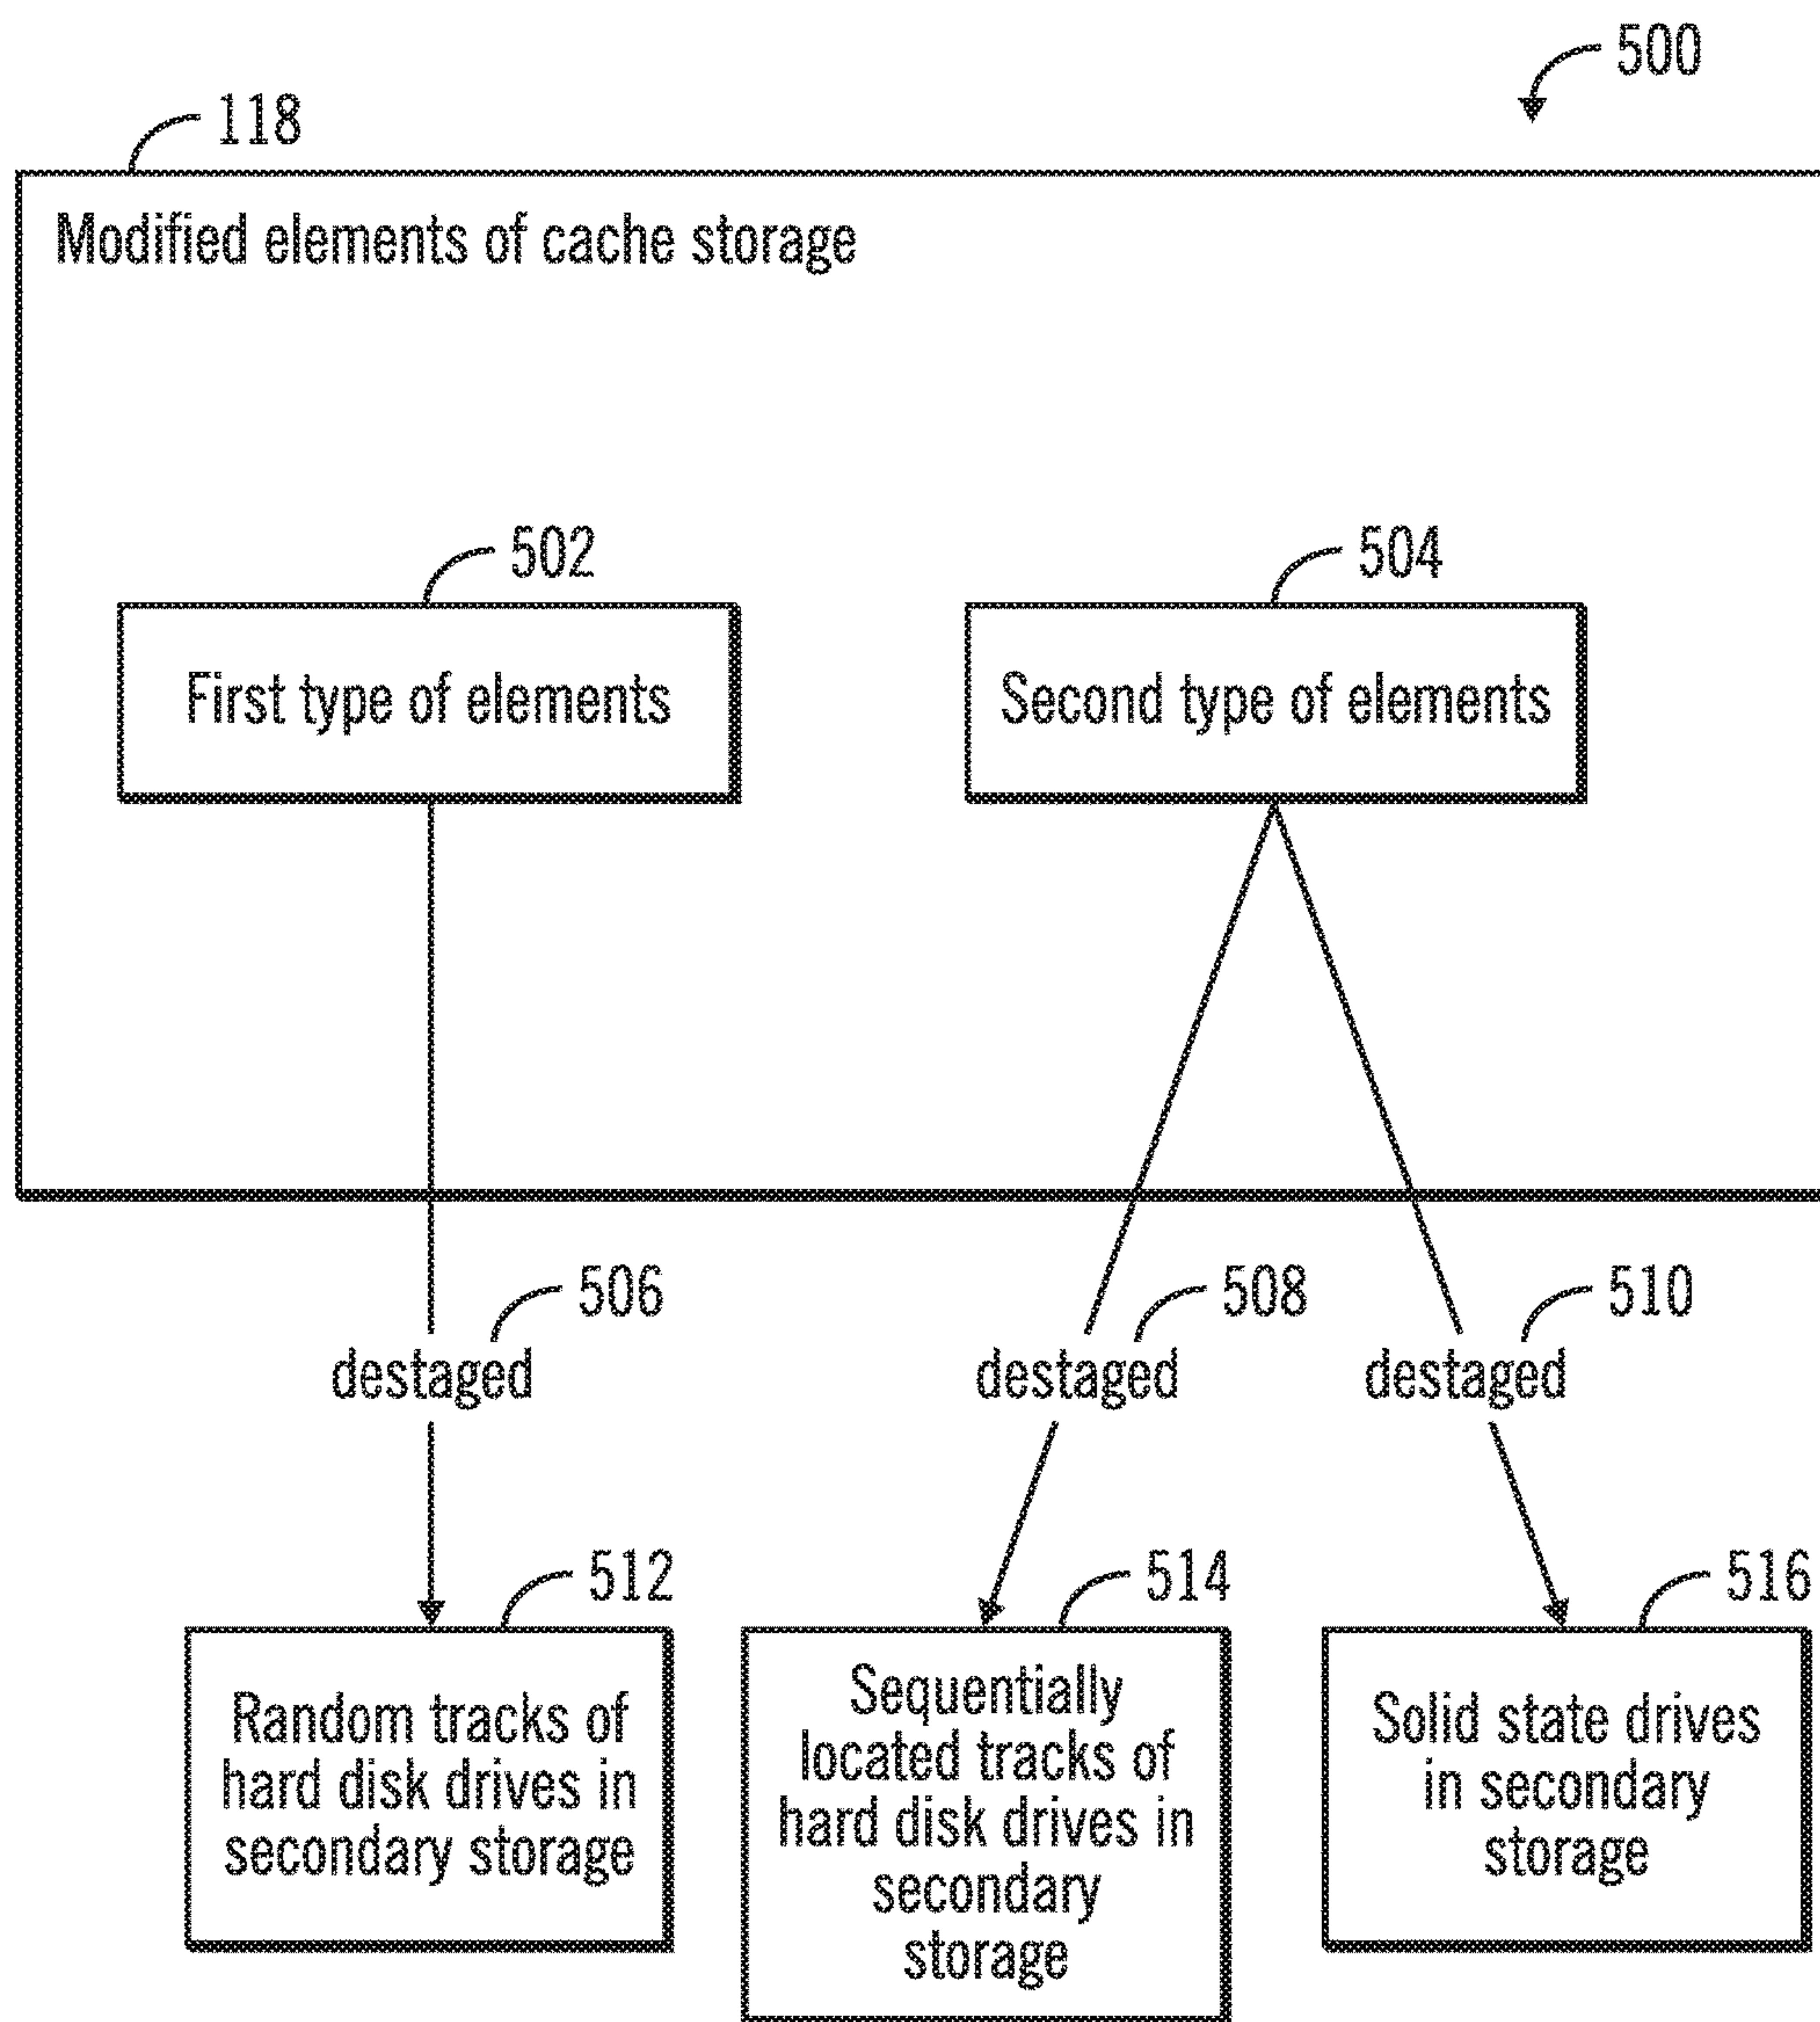 500
118
Modified elements of cache storage
502
504
First type of elements
Second type of elements
506
508
510
destaged
destaged
destaged
512
514
516
Random tracks of
hard disk drives in
secondary storage
Sequentially
located tracks of
hard disk drives in
secondary
storage
Solid state drives
in secondary
storage